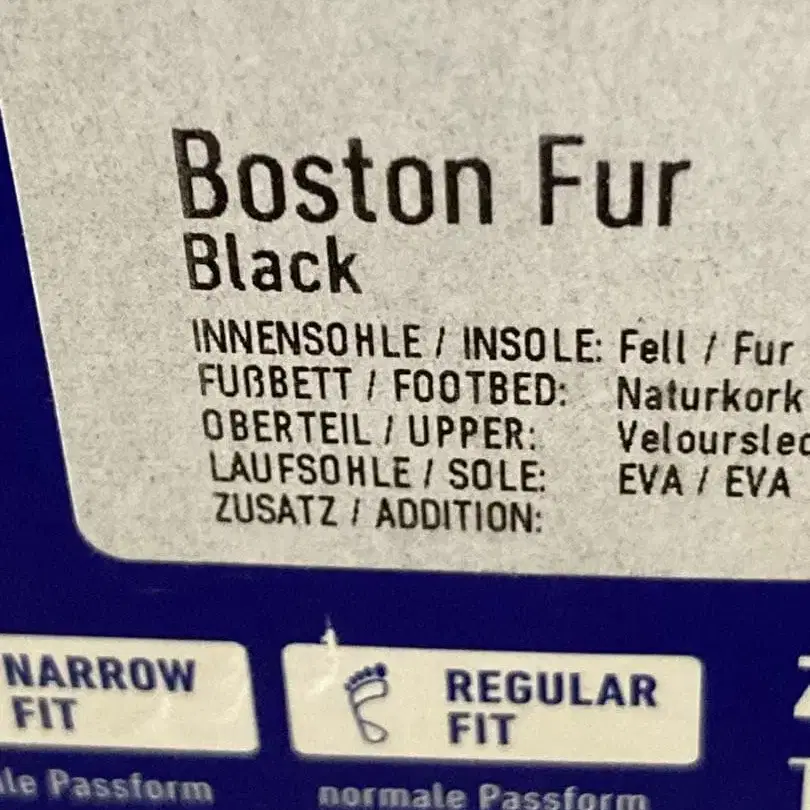 Boston Fur
Black
INNENSOHLE / INSOLE: Fell / Fur
FUßBETT / FOOTBED: Naturkork
OBERTEIL / UPPER:
LAUFSOHLE / SOLE: EVA / EVA
ZUSATZ / ADDITION:
NARROW
FIT
REGULAR
FIT
Passform
normale Passform